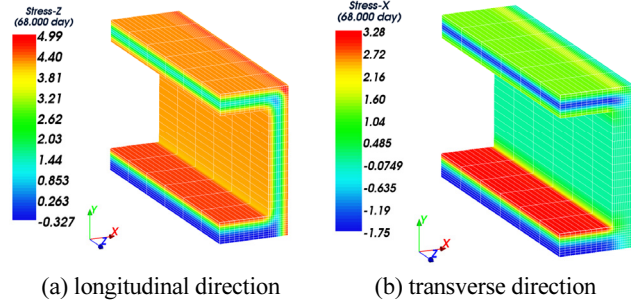 Stress-Z
(68.000 day)
4.99
4.40
3.81
3.22
2.62
2.03
1.44
0.853
0.263
-0.327
Y
X
Z
(a) longitudinal direction
Stress-X
(68.000 day)
3.28
2.72
2.16
1.60
1.04
0.485
-0.0749
-0.635
-1.19
-1.75
Y
X
Z
(b) transverse direction